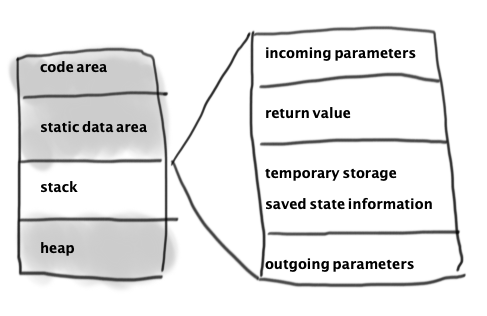 code area
static data area
stack
heap
incoming parameters
return value
temporary storage
saved state information
outgoing parameters